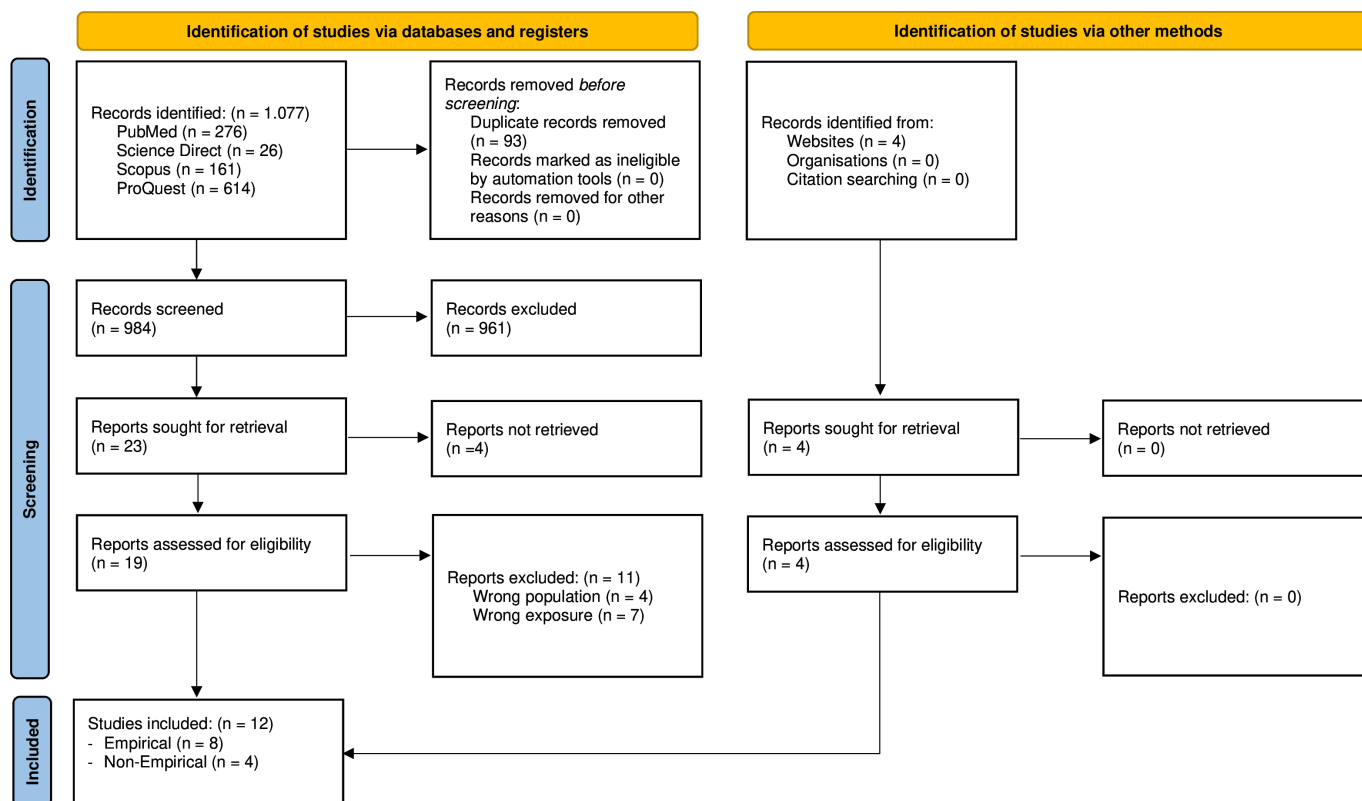 Identification of studies via databases and registers
Identification of studies via other methods
Identification
Records identified: (n = 1.077)
PubMed (n = 276)
Science Direct (n = 26)
Scopus (n = 161)
ProQuest (n = 614)
Records removed before
screening:
Duplicate records removed
(n = 93)
Records marked as ineligible
by automation tools (n = 0)
Records removed for other
reasons (n = 0)
Records identified from:
Websites (n = 4)
Organisations (n = 0)
Citation searching (n = 0)
Screening
Records screened
(n = 984)
Records excluded
(n = 961)
Reports sought for retrieval
(n = 23)
Reports not retrieved
(n =4)
Reports sought for retrieval
(n = 4)
Reports not retrieved
(n = 0)
Reports assessed for eligibility
(n = 19)
Reports excluded: (n = 11)
Wrong population (n = 4)
Wrong exposure (n = 7)
Reports assessed for eligibility
(n = 4)
Reports excluded: (n = 0)
Included
Studies included: (n = 12)
- Empirical (n = 8)
- Non-Empirical (n = 4)